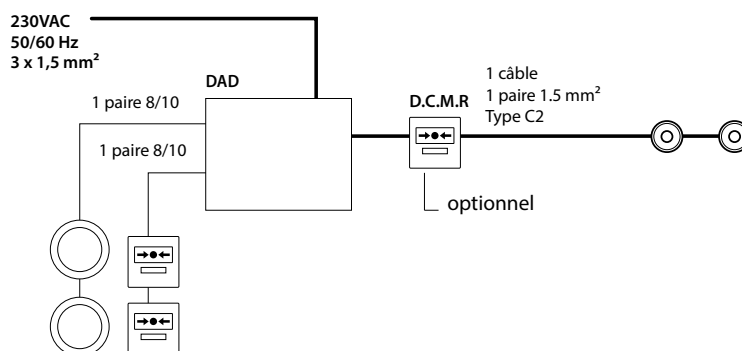 230VAC
50/60 Hz
3 x 1,5 mm²
DAD
1 paire 8/10
1 paire 8/10
D.C.M.R
1 câble
1 paire 1.5 mm²
Type C2
optionnel